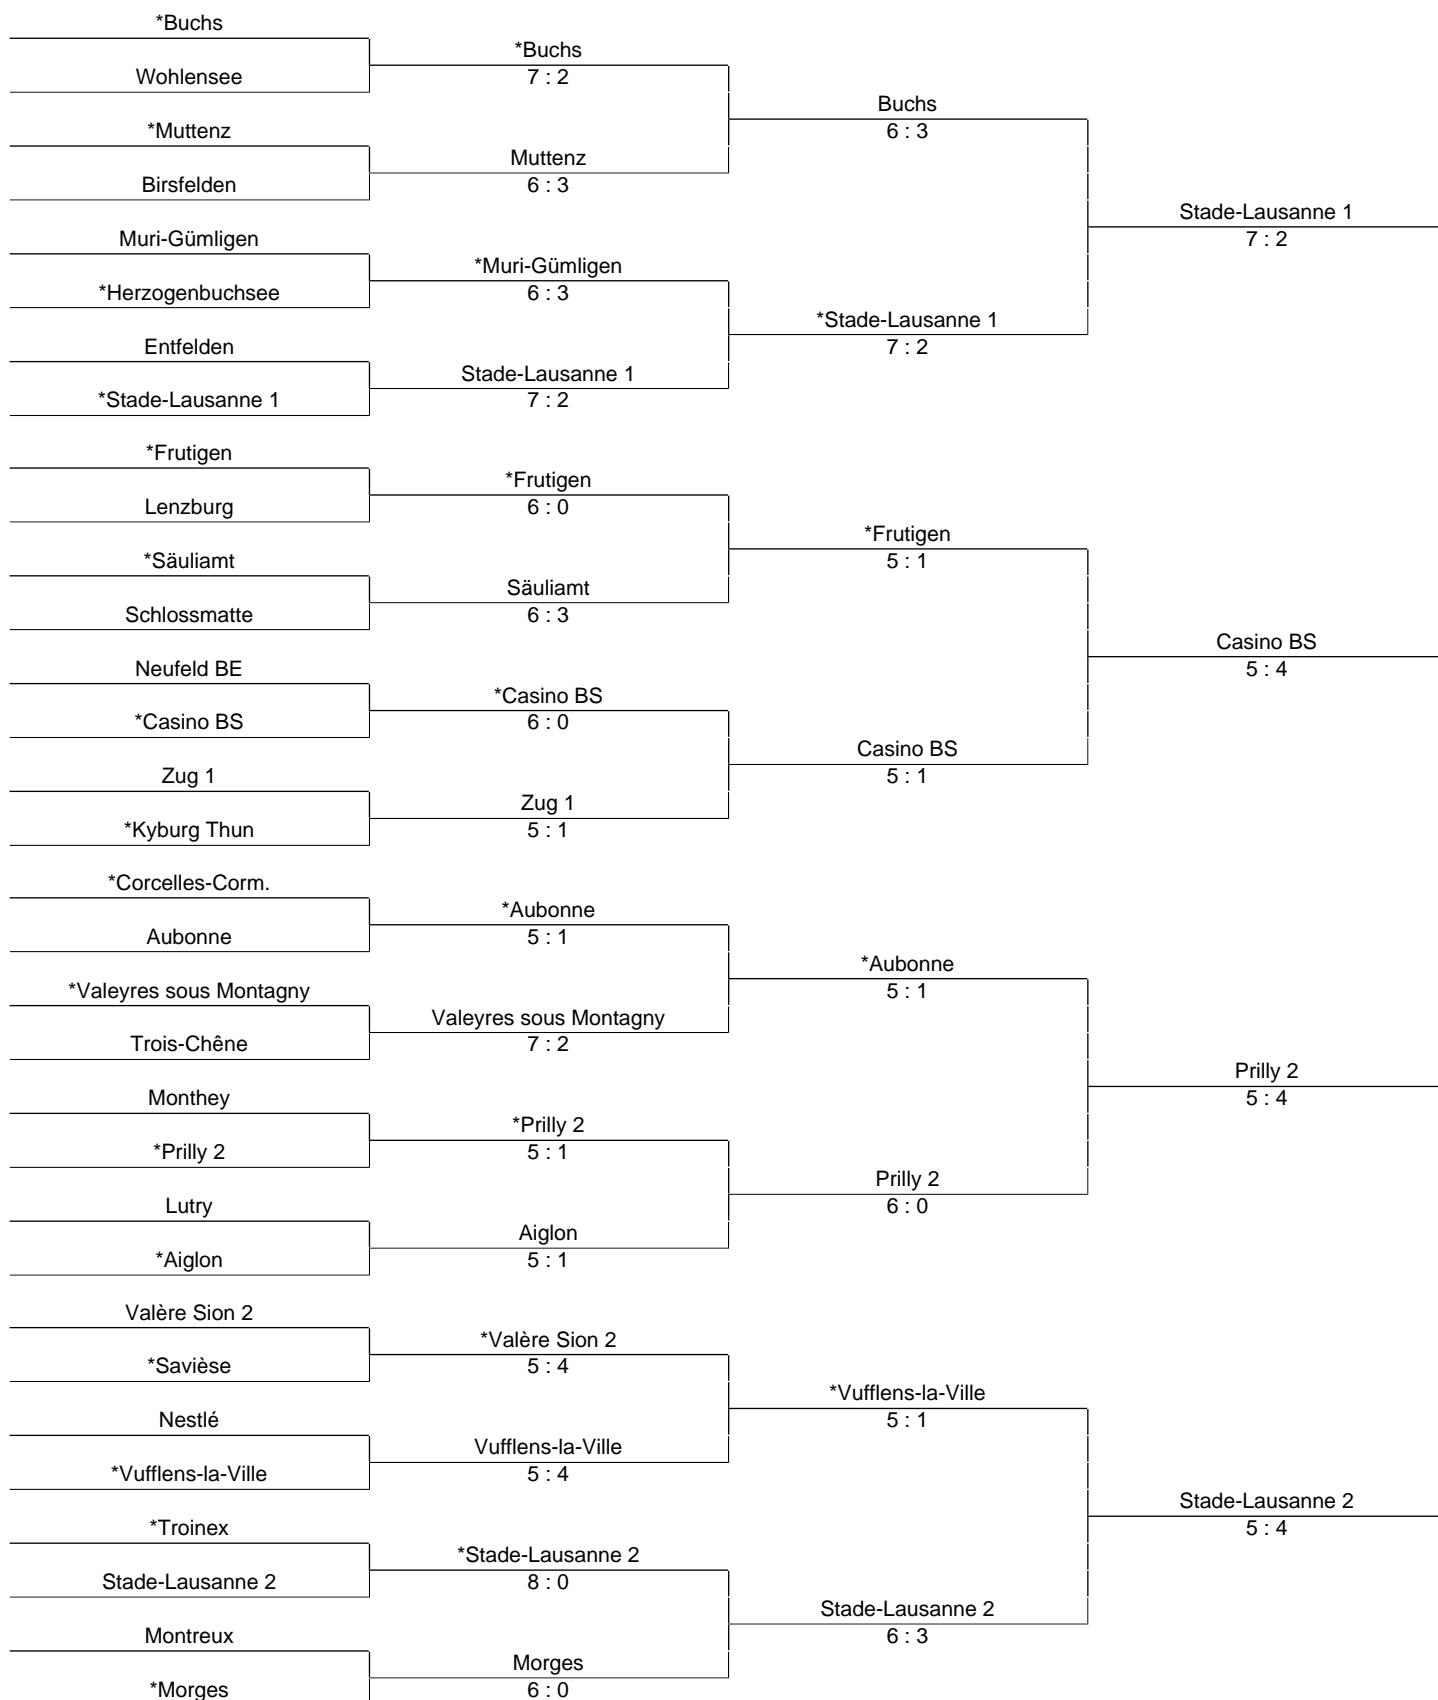 *Buchs
Wohlensee
*Muttenz
Birsfelden
Muri-Gümligen
*Herzogenbuchsee
Entfelden
*Stade-Lausanne 1
*Frutigen
Lenzburg
*Säuliamt
Schlossmatte
Neufeld BE
*Casino BS
Zug 1
*Kyburg Thun
*Corcelles-Corm.
Aubonne
*Valeyres sous Montagny
Trois-Chêne
Monthey
*Prilly 2
Lutry
*Aiglon
Valère Sion 2
*Savièse
Nestlé
*Vufflens-la-Ville
*Troinex
Stade-Lausanne 2
Montreux
*Morges
*Buchs
7 : 2
Muttenz
6 : 3
*Muri-Gümligen
6 : 3
Stade-Lausanne 1
7 : 2
*Frutigen
6 : 0
Säuliamt
6 : 3
*Casino BS
6 : 0
Zug 1
5 : 1
*Aubonne
5 : 1
Valeyres sous Montagny
7 : 2
*Prilly 2
5 : 1
Aiglon
5 : 1
*Valère Sion 2
5 : 4
Vufflens-la-Ville
5 : 4
*Stade-Lausanne 2
8 : 0
Morges
6 : 0
Buchs
6 : 3
*Stade-Lausanne 1
7 : 2
*Frutigen
5 : 1
Casino BS
5 : 1
*Aubonne
5 : 1
Prilly 2
6 : 0
*Vufflens-la-Ville
5 : 1
Stade-Lausanne 2
6 : 3
Stade-Lausanne 1
7 : 2
Casino BS
5 : 4
Prilly 2
5 : 4
Stade-Lausanne 2
5 : 4